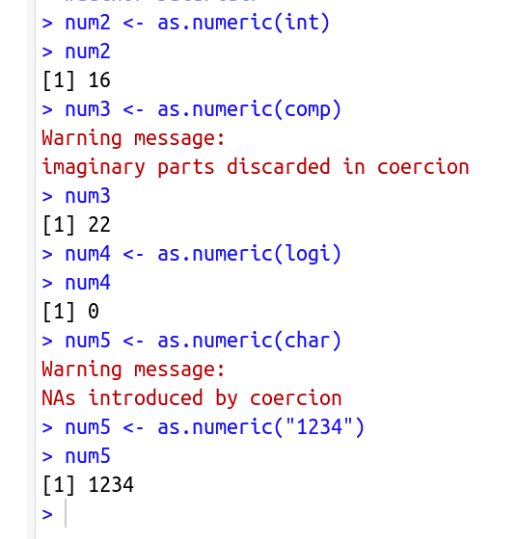 > num2 <- as.numeric(int)
> num2
[1] 16
> num3 <- as.numeric(comp)
Warning message:
imaginary parts discarded in coercion
> num3
[1] 22
> num4 <- as.numeric(logi)
> num4
[1] 0
> num5 <- as.numeric(char)
Warning message:
NAs introduced by coercion
> num5 <- as.numeric("1234")
> num5
[1] 1234
>